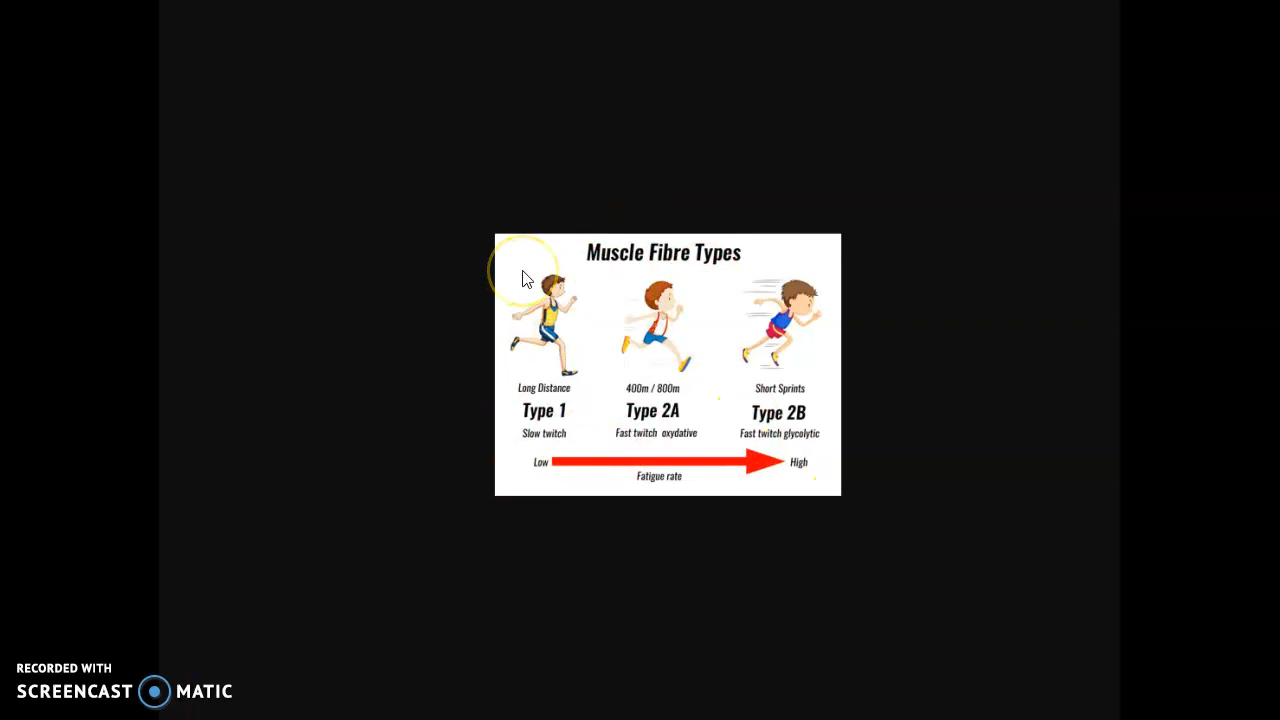 Muscle Fibre Types
Long Distance
400m / 800m
Short Sprints
Type 1
Type 2A
Type 2B
Slow twitch
Fast twitch oxydative
Fast twitch glycolytic
Low
High
Fatigue rate
RECORDED WITH
SCREENCAST MATIC